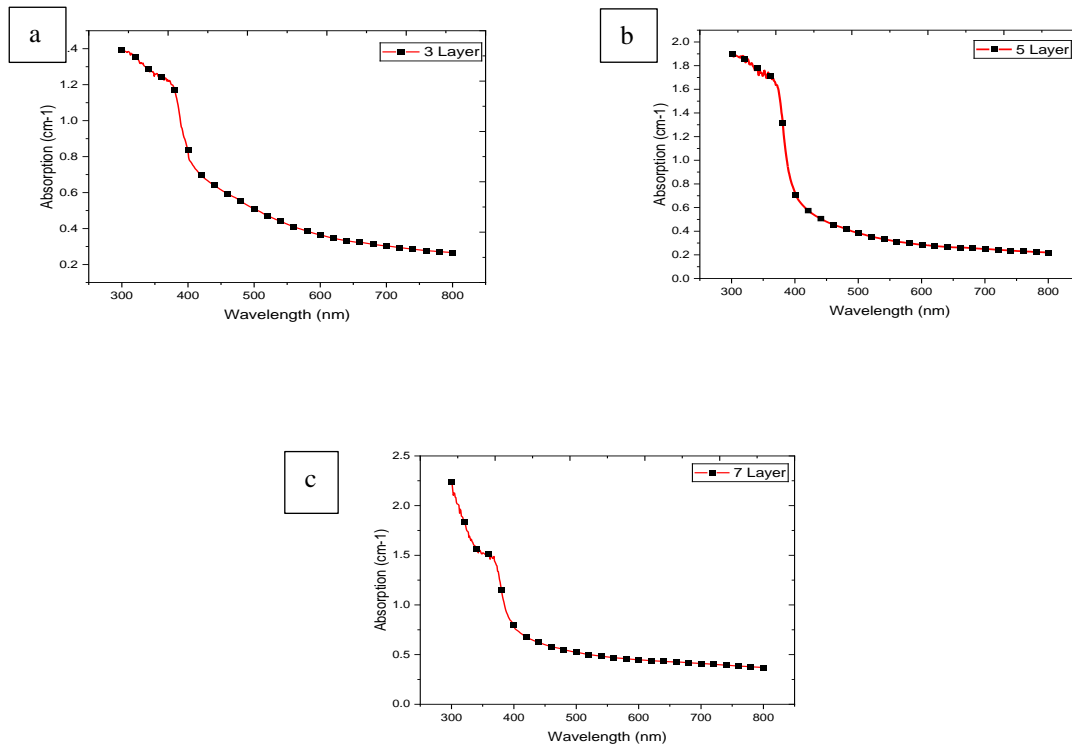 a
3 Layer
1.4
1.2
1.0
0.8
0.6
0.4
0.2
Absorption (cm-1)
300 400 500 600 700 800
Wavelength (nm)
b
5 Layer
2.0
1.8
1.6
1.4
1.2
1.0
0.8
0.6
0.4
0.2
0.0
Absorption (cm-1)
300 400 500 600 700 800
Wavelength (nm)
c
7 Layer
2.5
2.0
1.5
1.0
0.5
0.0
Absorption (cm-1)
300 400 500 600 700 800
Wavelength (nm)